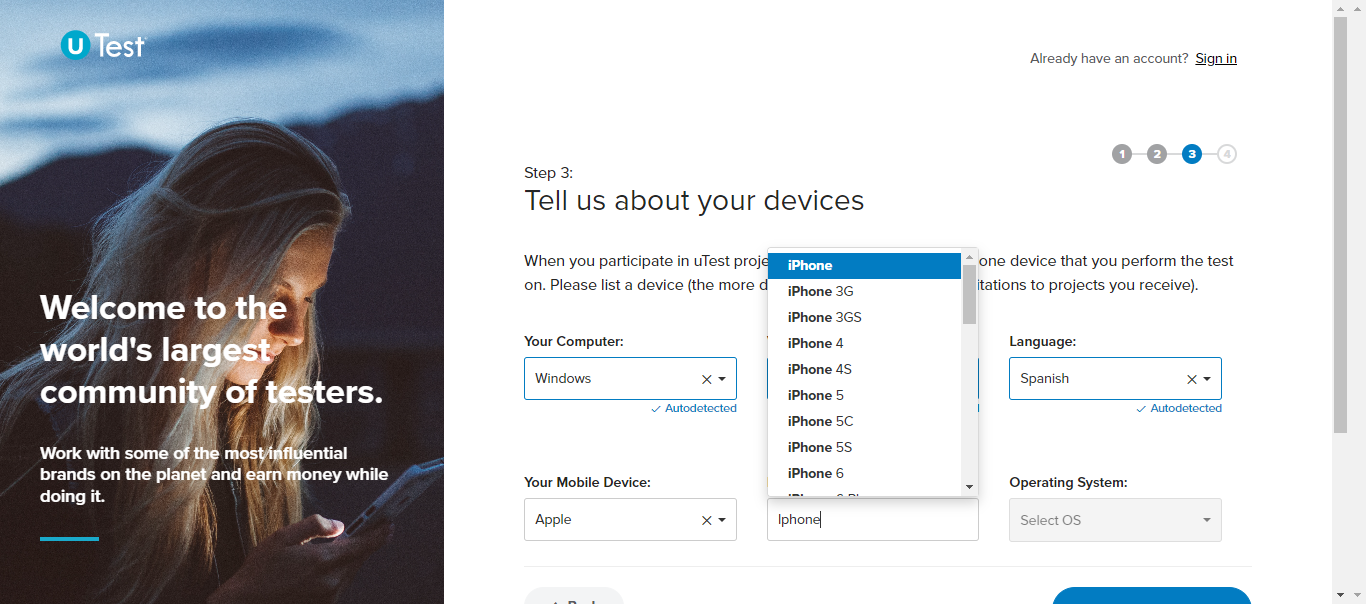 U Test
Already have an account? Sign in
1 2 3 4
Step 3:
Tell us about your devices
When you participate in uTest proje
one device that you perform the test
on. Please list a device (the more d
itations to projects you receive).
Welcome to the
world's largest
community of testers.
Work with some of the most influential
brands on the planet and earn money while
doing it.
Your Computer:
Windows
Autodetected
Language:
Spanish
Autodetected
iPhone
iPhone 3G
iPhone 3GS
iPhone 4
iPhone 4S
iPhone 5
iPhone 5C
iPhone 5S
iPhone 6
Your Mobile Device:
Apple
Iphone
Operating System:
Select OS